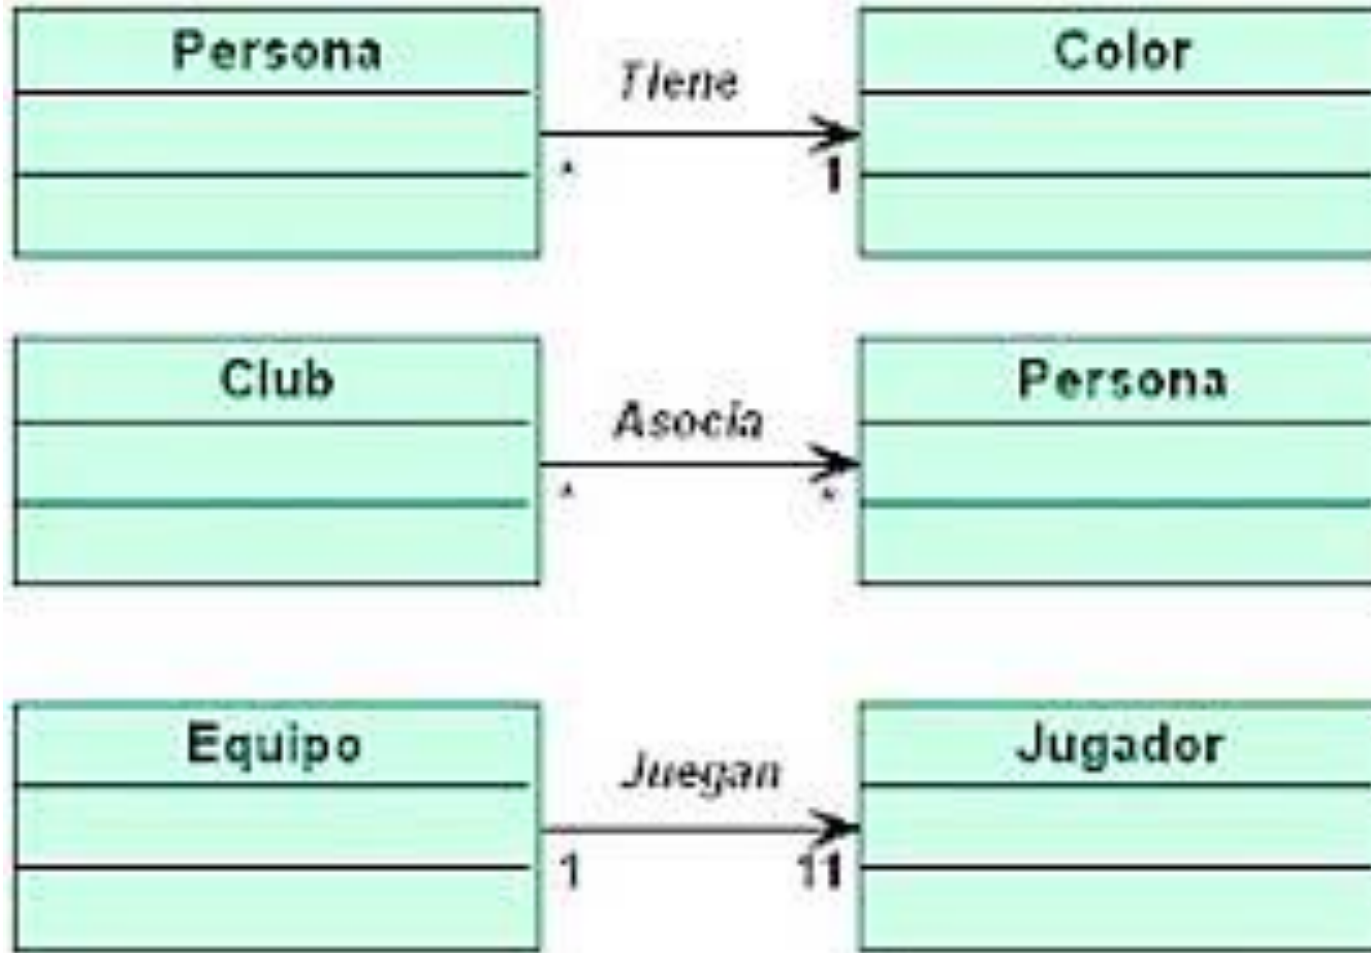 Persona
Tiene
Color
* 1
Club
Asocia
Persona
* *
Equipo
Juegan
Jugador
1 11